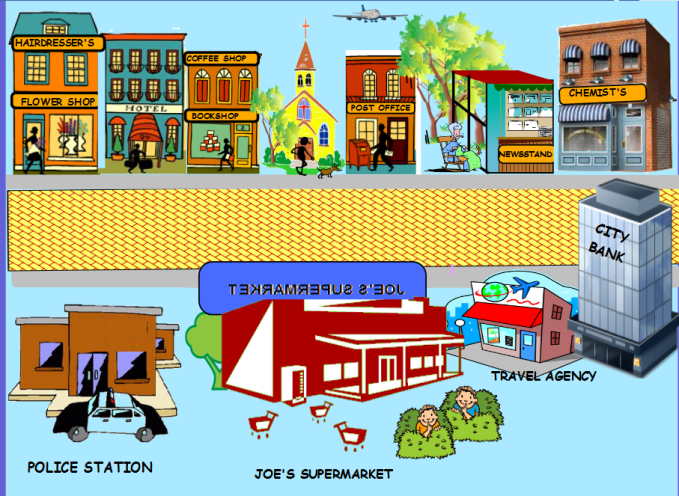 HAIRDRESSER'S
FLOWER SHOP
HOTEL
COFFEE SHOP
BOOKSHOP
POST OFFICE
NEWSSTAND
CHEMIST'S
CITY
BANK
JOE'S SUPERMARKET
TRAVEL AGENCY
POLICE STATION
JOE'S SUPERMARKET